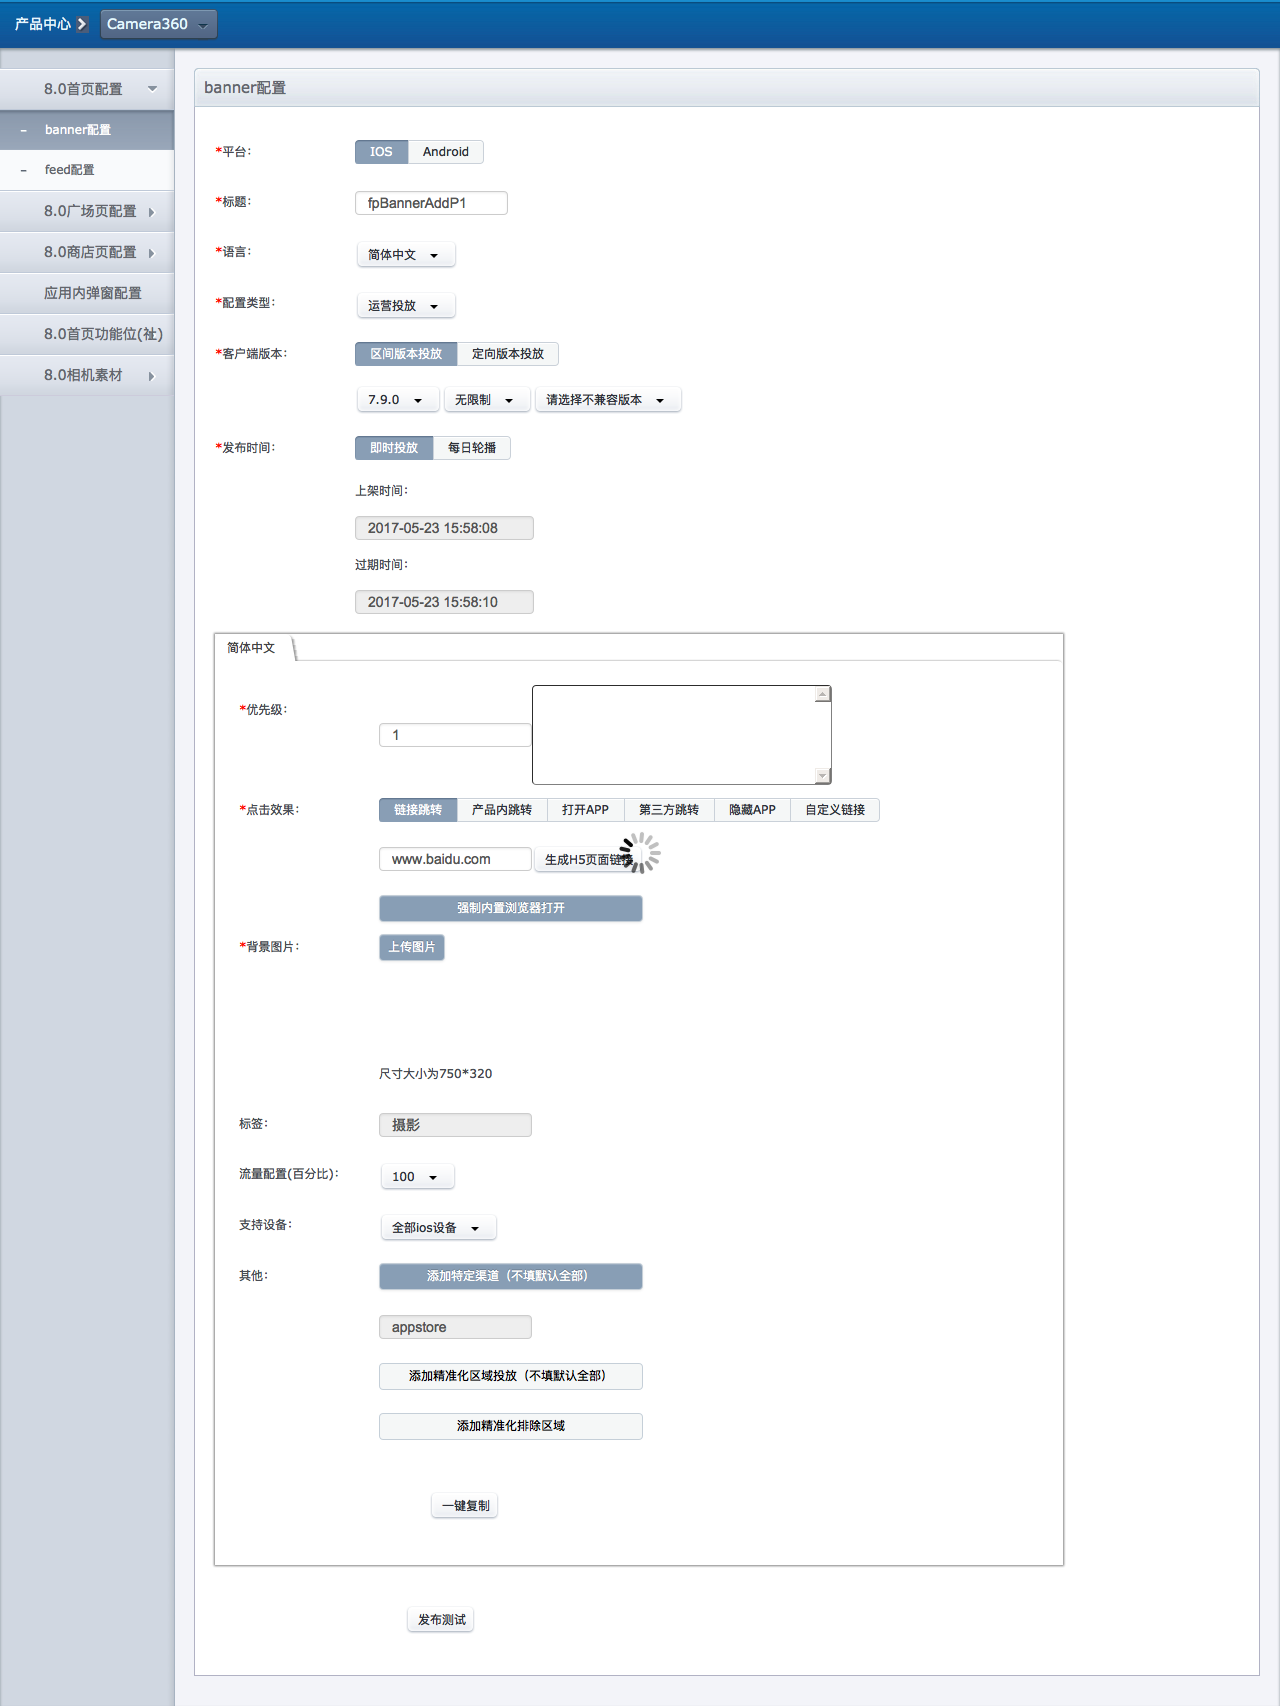 产品中心 Camera360
8.0首页配置
banner配置
feed配置
8.0广场页配置
8.0商店页配置
应用内弹窗配置
8.0首页功能位(祉)
8.0相机素材
banner配置
*平台: IOS Android
*标题: fpBannerAddP1
*语言: 简体中文
*配置类型: 运营投放
*客户端版本: 区间版本投放 定向版本投放
7.9.0 无限制 请选择不兼容版本
*发布时间: 即时投放 每日轮播
上架时间:
2017-05-23 15:58:08
过期时间:
2017-05-23 15:58:10
简体中文
*优先级: 1
*点击效果: 链接跳转 产品内跳转 打开APP 第三方跳转 隐藏APP 自定义链接
www.baidu.com 生成H5页面链接
强制内置浏览器打开
*背景图片: 上传图片
尺寸大小为750*320
标签: 摄影
流量配置(百分比): 100
支持设备: 全部ios设备
其他: 添加特定渠道（不填默认全部）
appstore
添加精准化区域投放（不填默认全部）
添加精准化排除区域
一键复制
发布测试